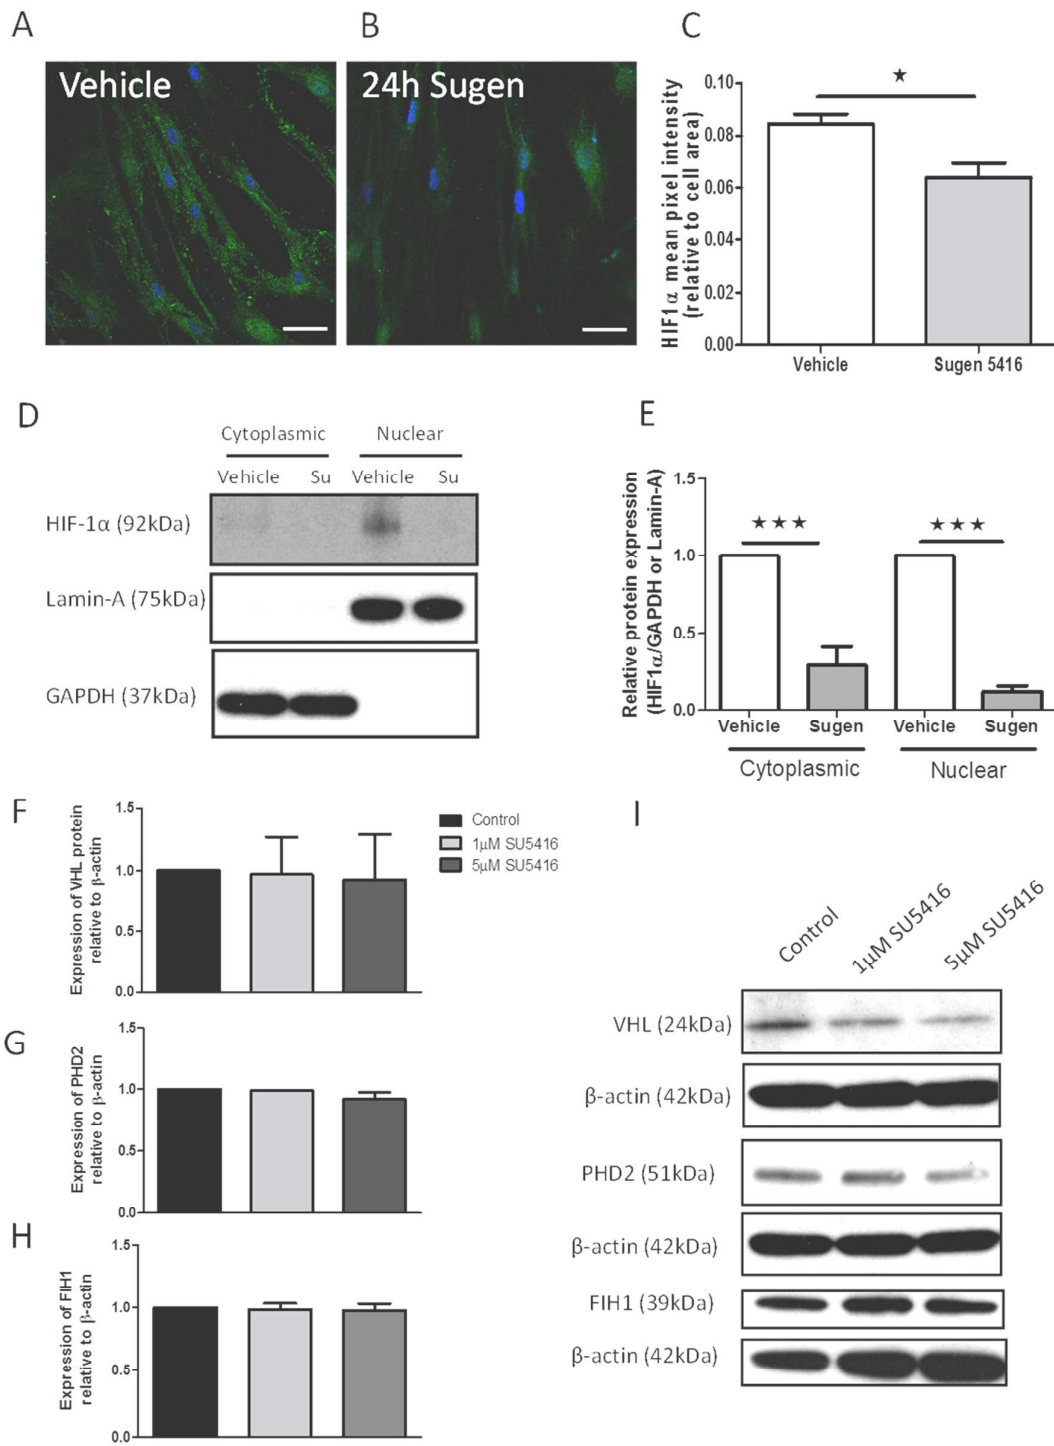 A
B
C
Vehicle
24h Sugen
★
HIF1α mean pixel intensity
(relative to cell area)
0.10
0.08
0.06
0.04
0.02
0.00
Vehicle
Sugen 5416
D
Cytoplasmic
Nuclear
Vehicle
Su
Vehicle
Su
HIF-1α (92kDa)
Lamin-A (75kDa)
GAPDH (37kDa)
E
Relative protein expression
(HIF1α/GAPDH or Lamin-A)
1.5
1.0
0.5
0.0
★★★
★★★
Vehicle
Sugen
Vehicle
Sugen
Cytoplasmic
Nuclear
F
Expression of VHL protein
relative to β-actin
1.5
1.0
0.5
0.0
Control
1µM SU5416
5µM SU5416
G
Expression of PHD2
relative to β-actin
1.5
1.0
0.5
0.0
H
Expression of FIH1
relative to β-actin
1.5
1.0
0.5
0.0
I
Control
1µM SU5416
5µM SU5416
VHL (24kDa)
β-actin (42kDa)
PHD2 (51kDa)
β-actin (42kDa)
FIH1 (39kDa)
β-actin (42kDa)